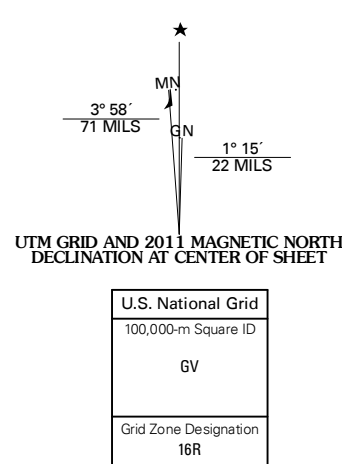 ★
MN
3° 58´
71 MILS
GN
1° 15´
22 MILS
UTM GRID AND 2011 MAGNETIC NORTH
DECLINATION AT CENTER OF SHEET
U.S. National Grid
100,000-m Square ID
GV
Grid Zone Designation
16R